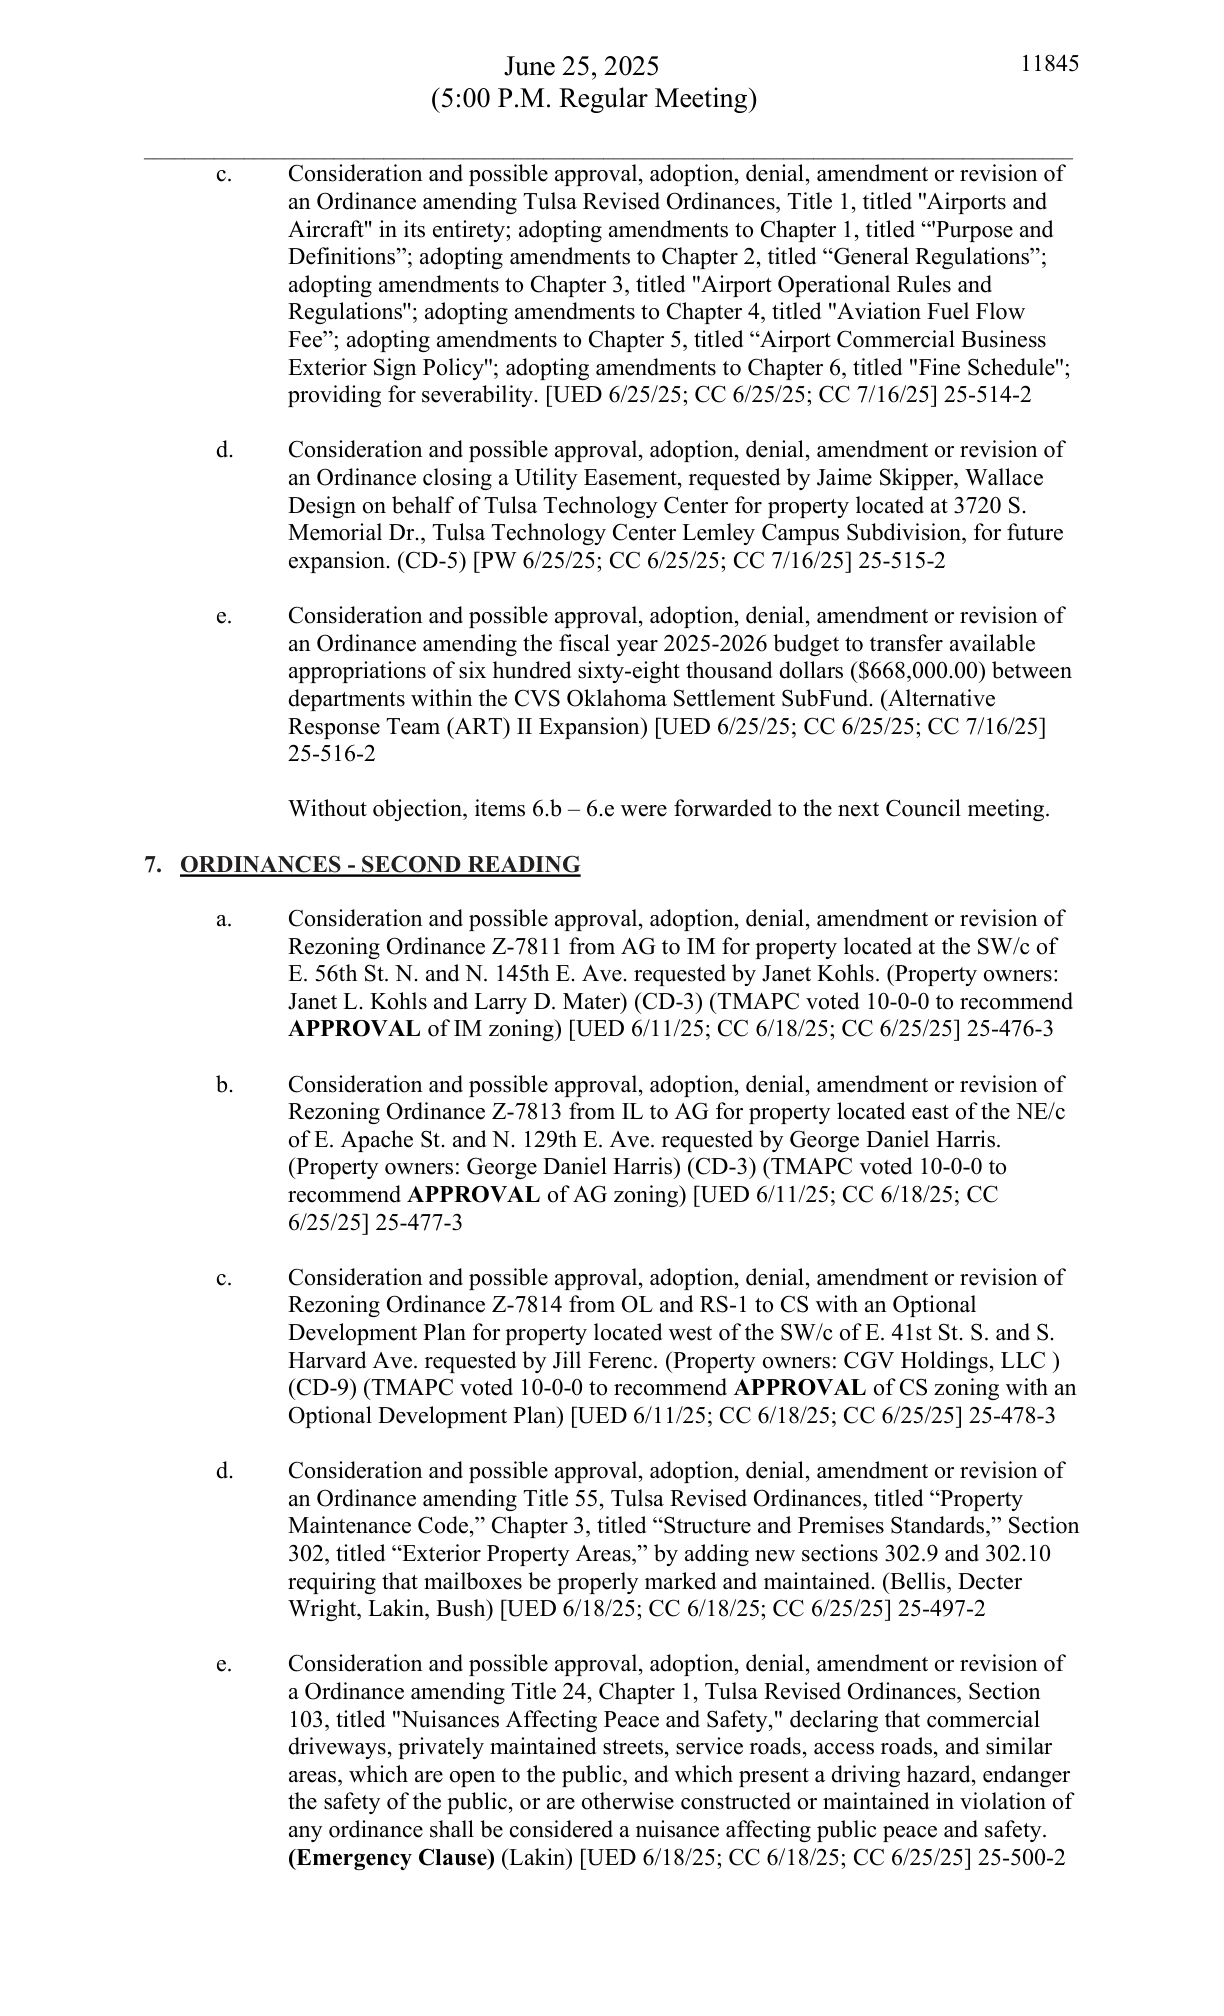 June 25, 2025
11845
(5:00 P.M. Regular Meeting)
c. Consideration and possible approval, adoption, denial, amendment or revision of
an Ordinance amending Tulsa Revised Ordinances, Title 1, titled "Airports and
Aircraft" in its entirety; adopting amendments to Chapter 1, titled “"Purpose and
Definitions”; adopting amendments to Chapter 2, titled “General Regulations”;
adopting amendments to Chapter 3, titled "Airport Operational Rules and
Regulations"; adopting amendments to Chapter 4, titled "Aviation Fuel Flow
Fee”; adopting amendments to Chapter 5, titled “Airport Commercial Business
Exterior Sign Policy"; adopting amendments to Chapter 6, titled "Fine Schedule";
providing for severability. [UED 6/25/25; CC 6/25/25; CC 7/16/25] 25-514-2
d. Consideration and possible approval, adoption, denial, amendment or revision of
an Ordinance closing a Utility Easement, requested by Jaime Skipper, Wallace
Design on behalf of Tulsa Technology Center for property located at 3720 S.
Memorial Dr., Tulsa Technology Center Lemley Campus Subdivision, for future
expansion. (CD-5) [PW 6/25/25; CC 6/25/25; CC 7/16/25] 25-515-2
e. Consideration and possible approval, adoption, denial, amendment or revision of
an Ordinance amending the fiscal year 2025-2026 budget to transfer available
appropriations of six hundred sixty-eight thousand dollars ($668,000.00) between
departments within the CVS Oklahoma Settlement SubFund. (Alternative
Response Team (ART) II Expansion) [UED 6/25/25; CC 6/25/25; CC 7/16/25]
25-516-2
Without objection, items 6.b – 6.e were forwarded to the next Council meeting.
7. ORDINANCES - SECOND READING
a. Consideration and possible approval, adoption, denial, amendment or revision of
Rezoning Ordinance Z-7811 from AG to IM for property located at the SW/c of
E. 56th St. N. and N. 145th E. Ave. requested by Janet Kohls. (Property owners:
Janet L. Kohls and Larry D. Mater) (CD-3) (TMAPC voted 10-0-0 to recommend
APPROVAL of IM zoning) [UED 6/11/25; CC 6/18/25; CC 6/25/25] 25-476-3
b. Consideration and possible approval, adoption, denial, amendment or revision of
Rezoning Ordinance Z-7813 from IL to AG for property located east of the NE/c
of E. Apache St. and N. 129th E. Ave. requested by George Daniel Harris.
(Property owners: George Daniel Harris) (CD-3) (TMAPC voted 10-0-0 to
recommend APPROVAL of AG zoning) [UED 6/11/25; CC 6/18/25; CC
6/25/25] 25-477-3
c. Consideration and possible approval, adoption, denial, amendment or revision of
Rezoning Ordinance Z-7814 from OL and RS-1 to CS with an Optional
Development Plan for property located west of the SW/c of E. 41st St. S. and S.
Harvard Ave. requested by Jill Ferenc. (Property owners: CGV Holdings, LLC )
(CD-9) (TMAPC voted 10-0-0 to recommend APPROVAL of CS zoning with an
Optional Development Plan) [UED 6/11/25; CC 6/18/25; CC 6/25/25] 25-478-3
d. Consideration and possible approval, adoption, denial, amendment or revision of
an Ordinance amending Title 55, Tulsa Revised Ordinances, titled “Property
Maintenance Code,” Chapter 3, titled “Structure and Premises Standards,” Section
302, titled “Exterior Property Areas,” by adding new sections 302.9 and 302.10
requiring that mailboxes be properly marked and maintained. (Bellis, Decter
Wright, Lakin, Bush) [UED 6/18/25; CC 6/18/25; CC 6/25/25] 25-497-2
e. Consideration and possible approval, adoption, denial, amendment or revision of
a Ordinance amending Title 24, Chapter 1, Tulsa Revised Ordinances, Section
103, titled "Nuisances Affecting Peace and Safety," declaring that commercial
driveways, privately maintained streets, service roads, access roads, and similar
areas, which are open to the public, and which present a driving hazard, endanger
the safety of the public, or are otherwise constructed or maintained in violation of
any ordinance shall be considered a nuisance affecting public peace and safety.
(Emergency Clause) (Lakin) [UED 6/18/25; CC 6/18/25; CC 6/25/25] 25-500-2